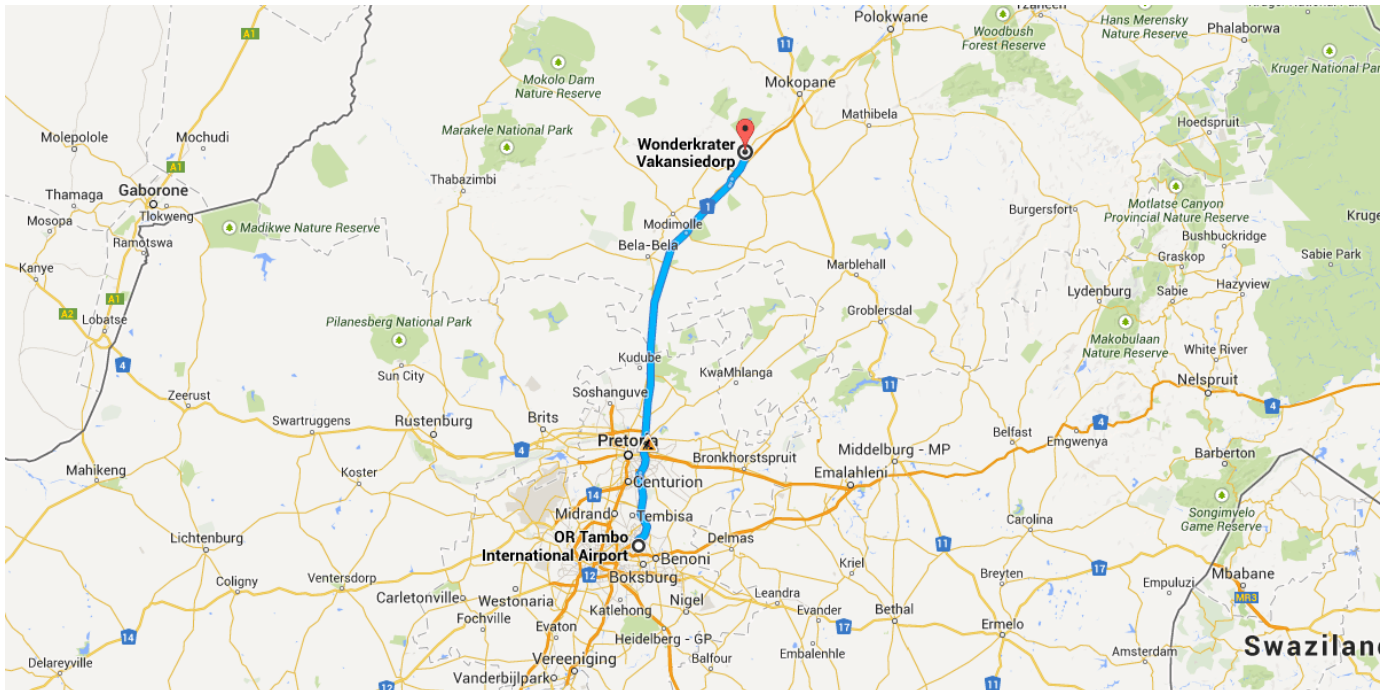 Polokwane
Tzaneen
Woodbush
Forest Reserve
Hans Merensky
Nature Reserve
Phalaborwa
Kruger National Par
A1
11
Mokolo Dam
Nature Reserve
Mokopane
Mathibela
Hoedspruit
Molepolole
Mochudi
Marakele National Park
Wonderkrater
Vakansiedorp
A1
Thamaga
Gaborone
Tlokweng
Thabazimbi
Motlatse Canyon
Provincial Nature Reserve
Kruge
Mosopa
Ramotswa
Madikwe Nature Reserve
1
Modimolle
Burgersfort
Bushbuckridge
Kanye
Bela-Bela
Marblehall
Graskop
Sabie Park
A1
A2
Lobatse
Pilanesberg National Park
Groblersdal
Lydenburg
Sabie
Hazyview
Makobulaan
Nature Reserve
White River
4
Sun City
Kudube
KwaMhlanga
11
Nelspruit
Zeerust
Soshanguve
4
Swartruggens
Rustenburg
Brits
4
Pretoria
4
Belfast
Emgwenya
Middelburg - MP
Barberton
Mahikeng
Koster
Bronkhorstspruit
Emalahleni
Centurion
14
Songimvelo
Game Reserve
Midrand
Tembisa
Carolina
Lichtenburg
OR Tambo
International Airport
Delmas
11
Benoni
Kriel
17
Coligny
Ventersdorp
12
Boksburg
Breyten
Empuluzi
Mbabane
Carletonville
Westonaria
Katlehong
Nigel
Leandra
Evander
Bethal
MR3
Fochville
14
Evaton
Heidelberg - GP
17
Ermelo
Swazilan
Delareyville
Vereeniging
Balfour
Embalenhle
Amsterdam
Vanderbijlpark
12
11